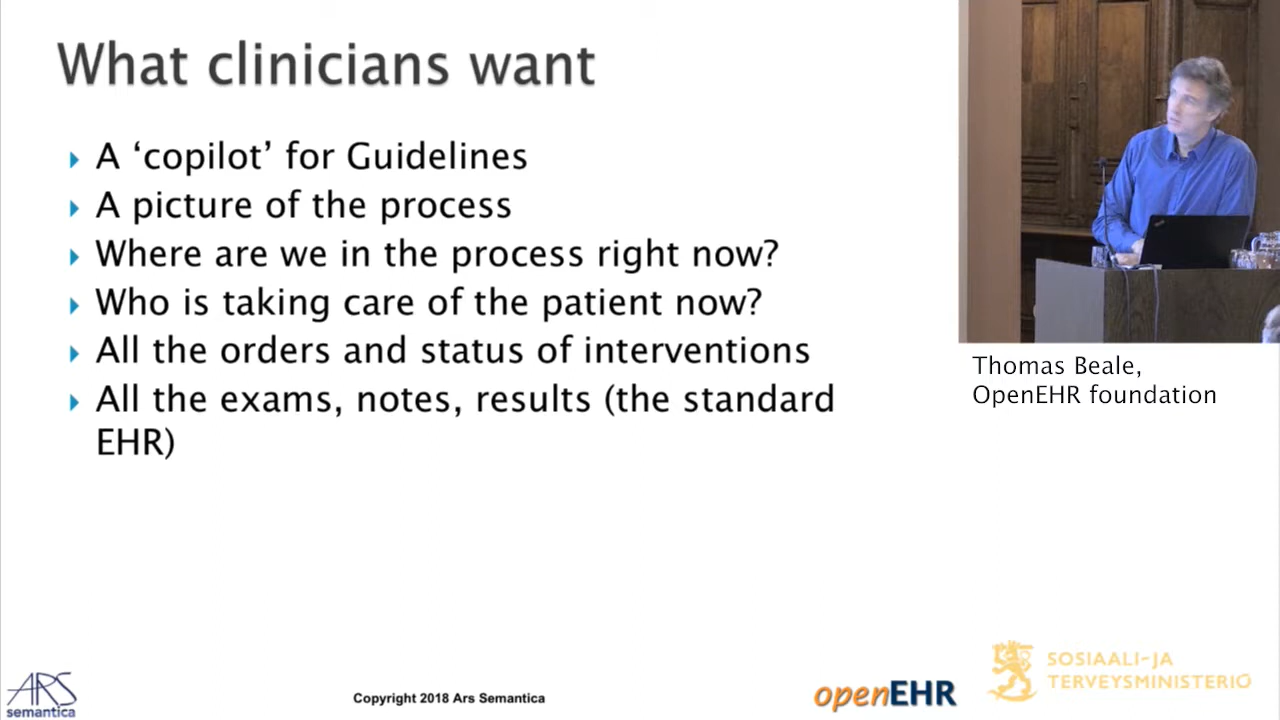 What clinicians want
A ‘copilot’ for Guidelines
A picture of the process
Where are we in the process right now?
Who is taking care of the patient now?
All the orders and status of interventions
All the exams, notes, results (the standard
EHR)
Thomas Beale,
OpenEHR foundation
ARS
semantica
Copyright 2018 Ars Semantica
openEHR
SOSIAALI-JA
TERVEYSMINISTERIÖ